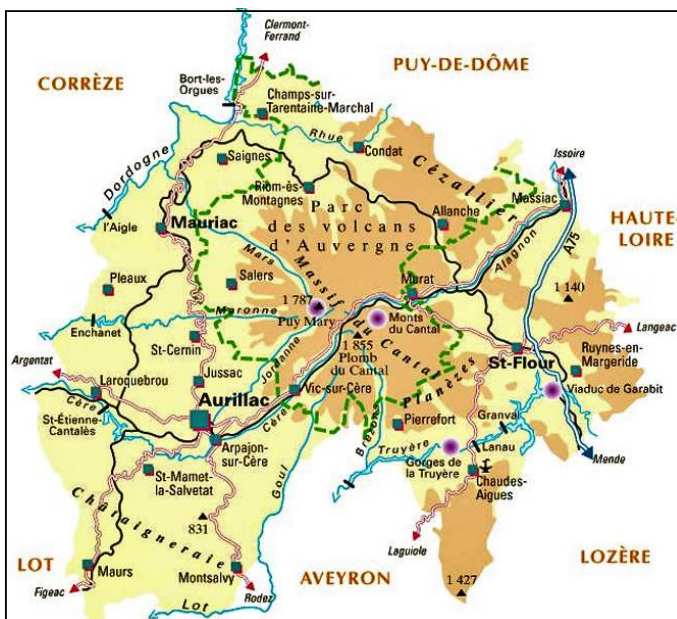 Clermont-
Ferrand
PUY-DE-DÔME
CORRÈZE
Bort-les-
Orgues
Champs-sur-
Tarentaine-Marchal
Rhue
Condat
Issoire
Dordogne
Saignes
Cézallier
Massiac
Riom-ès-
Montagnes
Parc
des volcans
d'Auvergne
Allanche
HAUTE-
LOIRE
Mauriac
l'Aigle
Alagnon
A75
Mars
Massif du Cantal
Pleaux
Salers
Murat
1 140
Maronne
1 787
Puy Mary
Monts
du Cantal
Enchanet
St-Cernin
Jordanne
1 855
Plomb
du Cantal
Langeac
Argentat
St-Flour
Ruynes-en-
Margeride
Jussac
Laroquebrou
Vic-sur-Cère
Planèzes
Viaduc de Garabit
Aurillac
Cère
Cère
St-Étienne-
Cantalès
Pierrefort
Granval
Arpajon-
sur-Cère
Brezons
Truyère
Lanau
Mende
Goul
Gorges de
la Truyère
St-Mamet-
la-Salvetat
Chaudes-
Aigues
Châtaigneraie
831
Laguiole
LOT
Maurs
Montsalvy
AVEYRON
LOZÈRE
1 427
Figeac
Rodez
Lot